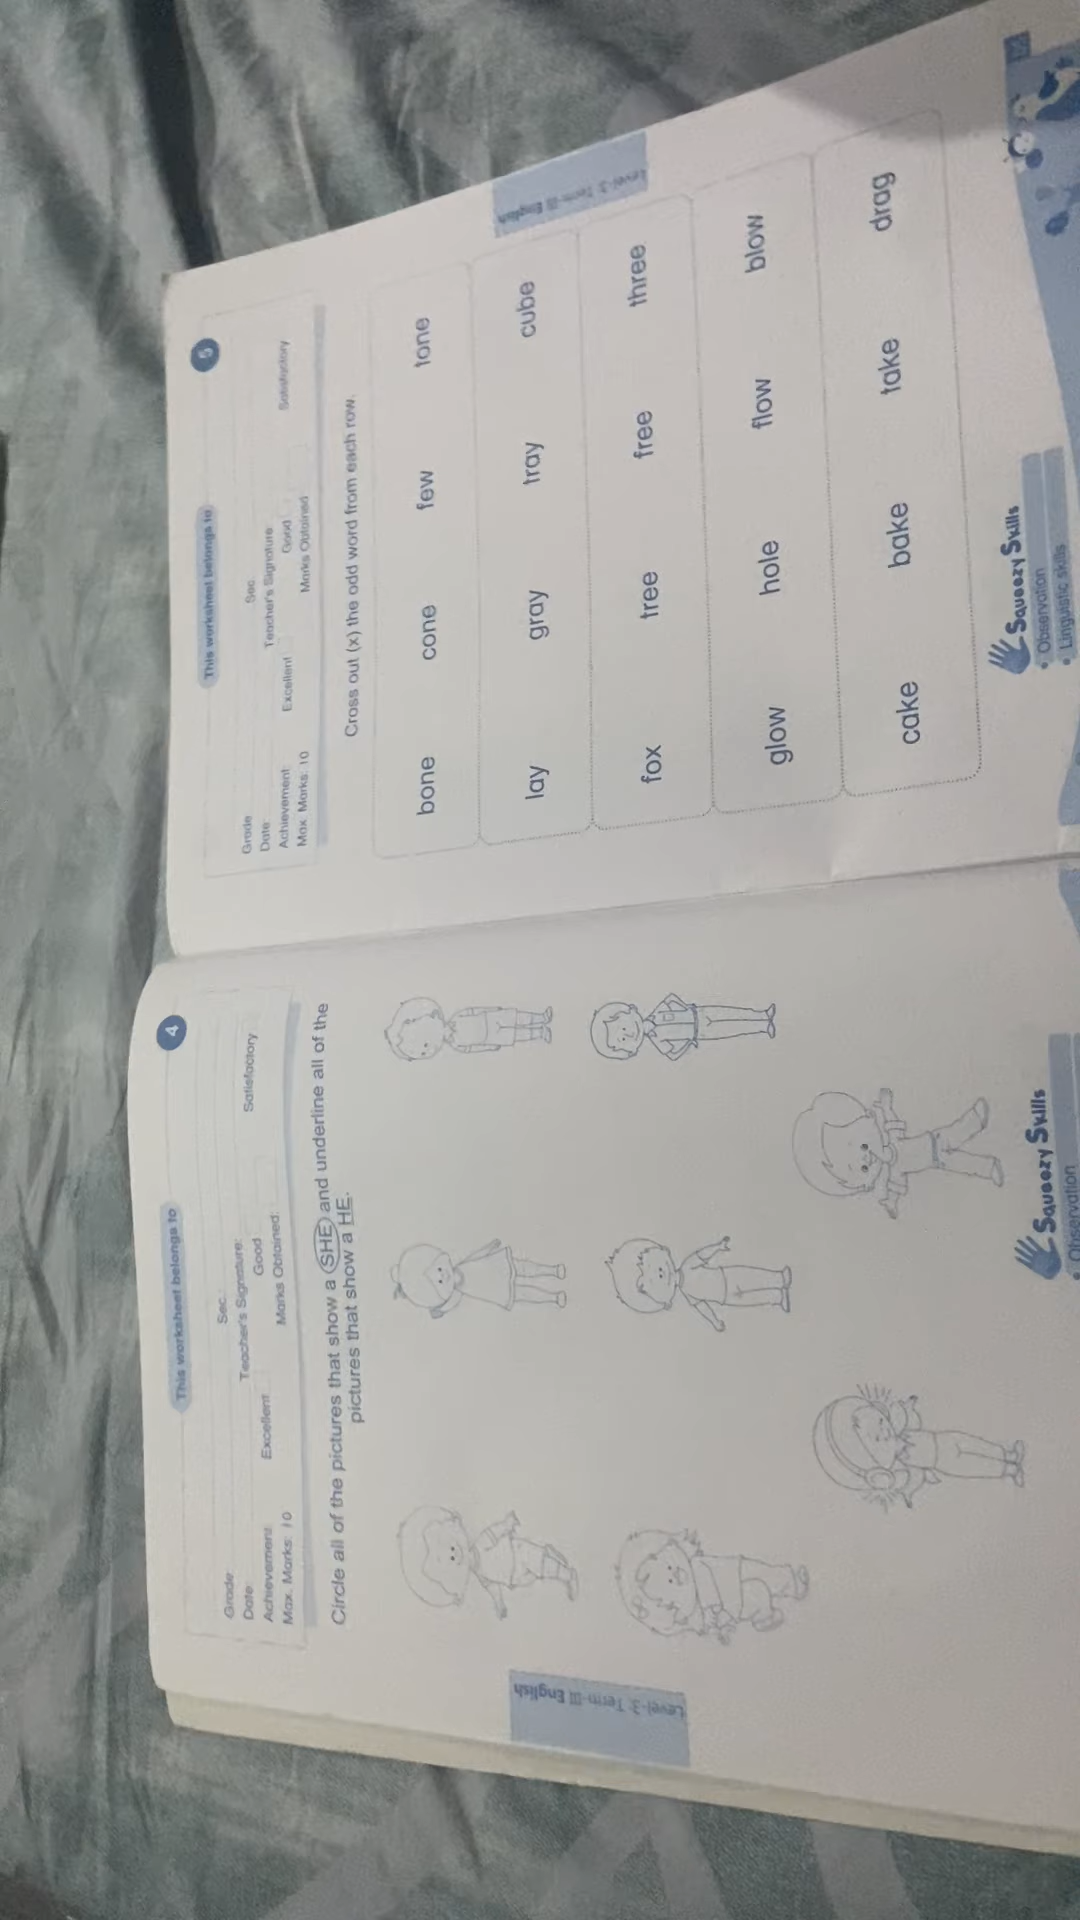 This worksheet belongs to
4
Grade
Sec.:
Date:
Teacher's Signature:
Achievement:
Excellent
Good
Satisfactory
Max. Marks: 10
Marks Obtained:
Circle all of the pictures that show a SHE and underline all of the
pictures that show a HE.
Level-3; Term-III English
Squeezy Skills
• Observation
This worksheet belongs to
5
Grade
Sec.
Date
Teacher's Signature
Achievement:
Excellent
Good
Satisfactory
Max. Marks: 10
Marks Obtained
Cross out (x) the odd word from each row.
bone cone few tone
lay gray tray cube
fox tree free three
glow hole flow blow
cake bake take drag
Level-3; Term-III English
Squeezy Skills
• Observation
• Linguistic skills